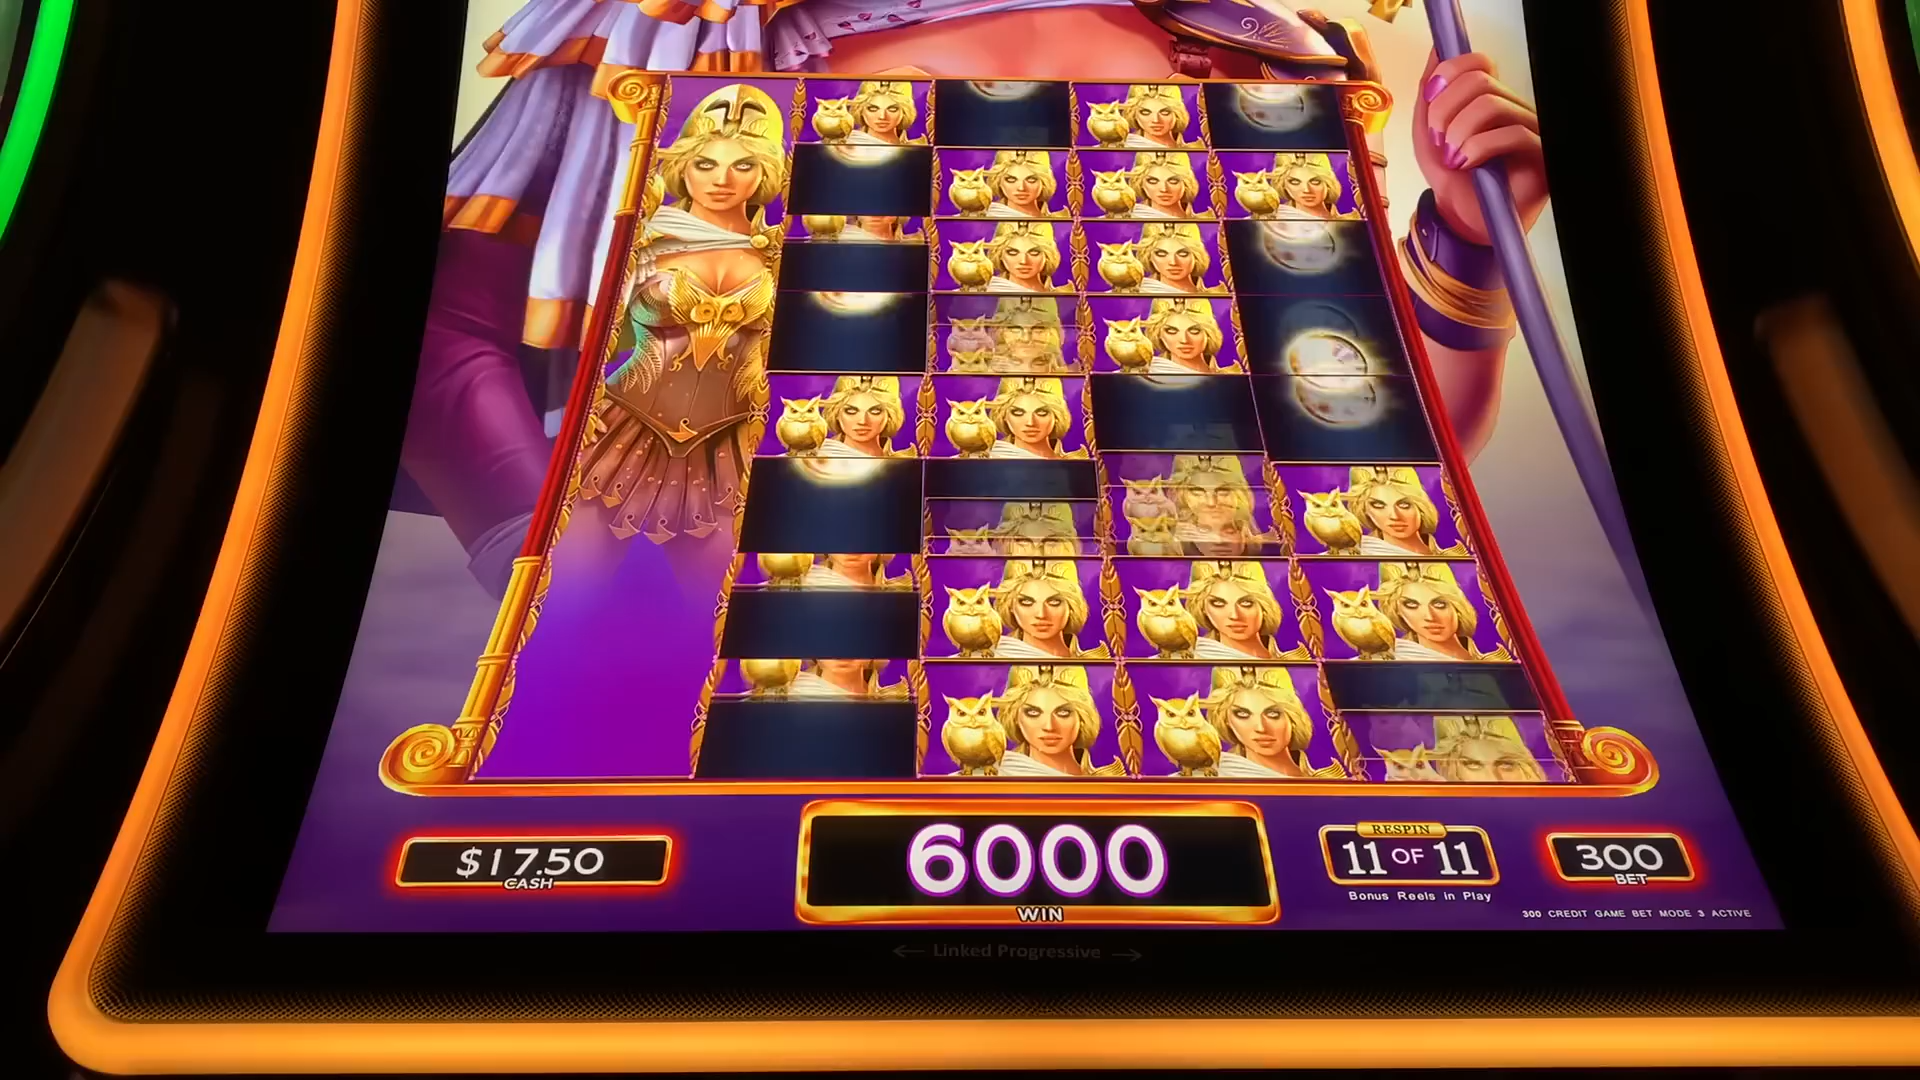 $17.50
CASH
6000
WIN
RESPIN
11 OF 11
Bonus Reels in Play
300
BET
300 CREDIT GAME BET MODE 3 ACTIVE
← Linked Progressive →